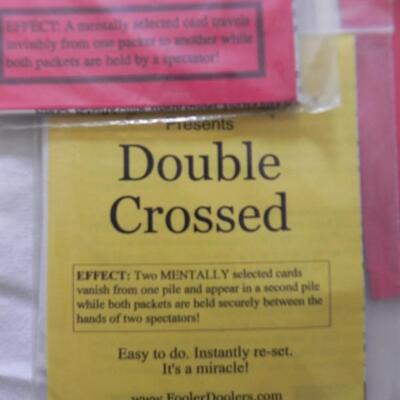 EFFECT: A mentally selected card travels
invisibly from one packet to another while
both packets are held by a spectator!
Presents
Double
Crossed
EFFECT: Two MENTALLY selected cards
vanish from one pile and appear in a second pile
while both packets are held securely between the
hands of two spectators!
Easy to do. Instantly re-set.
It's a miracle!
www.FoolerDoolers.com